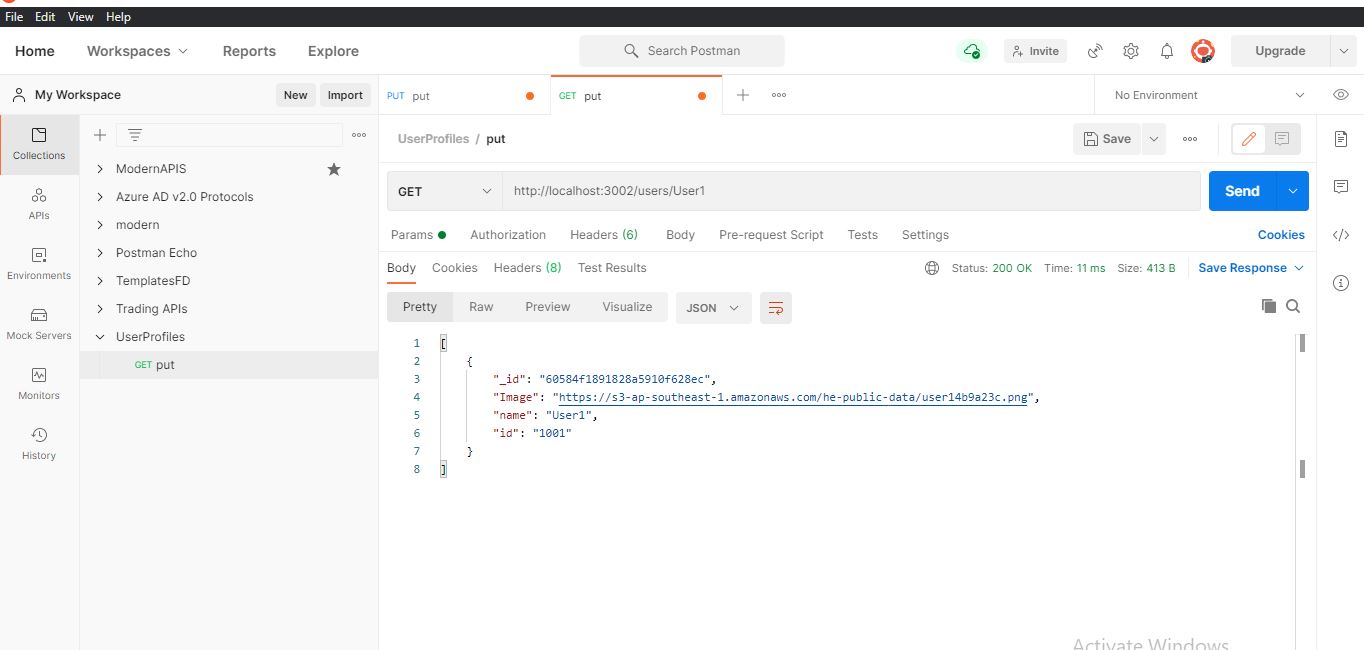 File Edit View Help
Home Workspaces Reports Explore Search Postman Invite Upgrade
My Workspace New Import PUT put GET put No Environment
Collections
APIs
Environments
Mock Servers
Monitors
History
ModernAPIS
Azure AD v2.0 Protocols
modern
Postman Echo
TemplatesFD
Trading APIs
UserProfiles
GET put
UserProfiles / put Save
GET http://localhost:3002/users/User1 Send
Params Authorization Headers (6) Body Pre-request Script Tests Settings Cookies
Body Cookies Headers (8) Test Results Status: 200 OK Time: 11 ms Size: 413 B Save Response
Pretty Raw Preview Visualize JSON
1 [
2 {
3 "_id": "60584f1891828a5910f628ec",
4 "Image": "https://s3-ap-southeast-1.amazonaws.com/he-public-data/user14b9a23c.png",
5 "name": "User1",
6 "id": "1001"
7 }
8 ]
Activate Windows